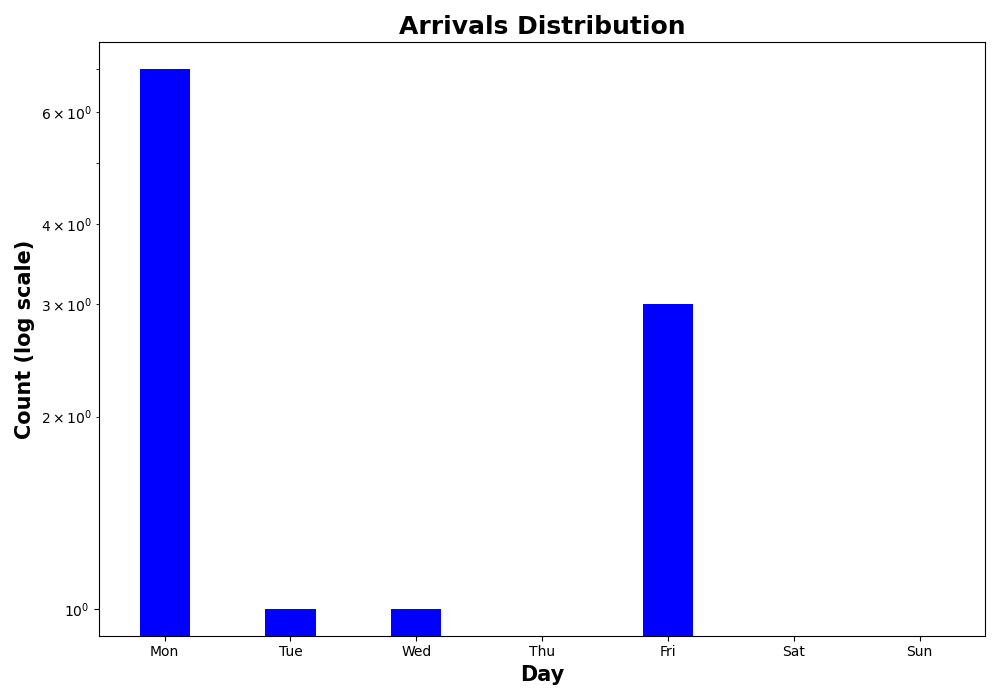 Arrivals Distribution
Count (log scale)
6 × 10⁰
4 × 10⁰
3 × 10⁰
2 × 10⁰
10⁰
Mon Tue Wed Thu Fri Sat Sun
Day